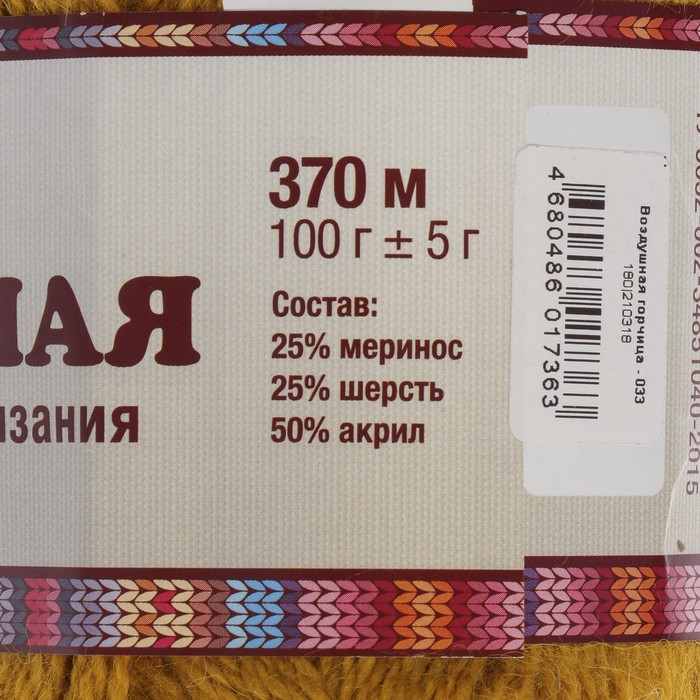 370 м
100 г ± 5 г
Состав:
25% меринос
25% шерсть
50% акрил
НАЯ
язания
Воздушная горчица - 033
180|210318
4 680486 017363